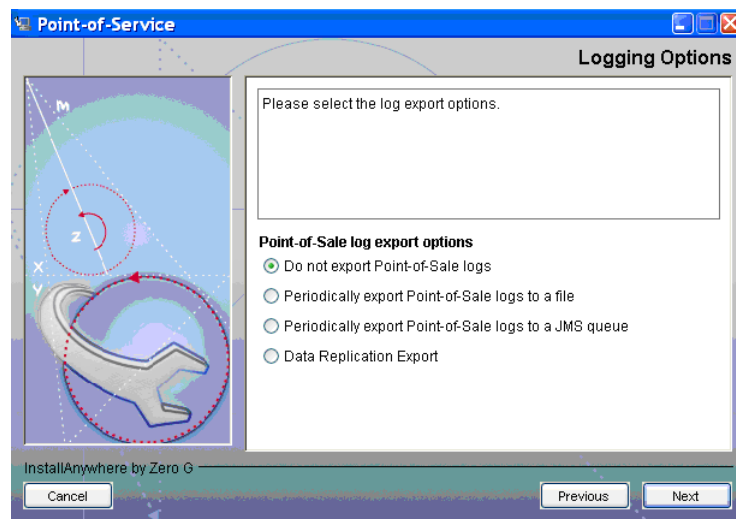 Point-of-Service
Logging Options
M
Z
X
Y
Please select the log export options.
Point-of-Sale log export options
Do not export Point-of-Sale logs
Periodically export Point-of-Sale logs to a file
Periodically export Point-of-Sale logs to a JMS queue
Data Replication Export
InstallAnywhere by Zero G
Cancel
Previous
Next